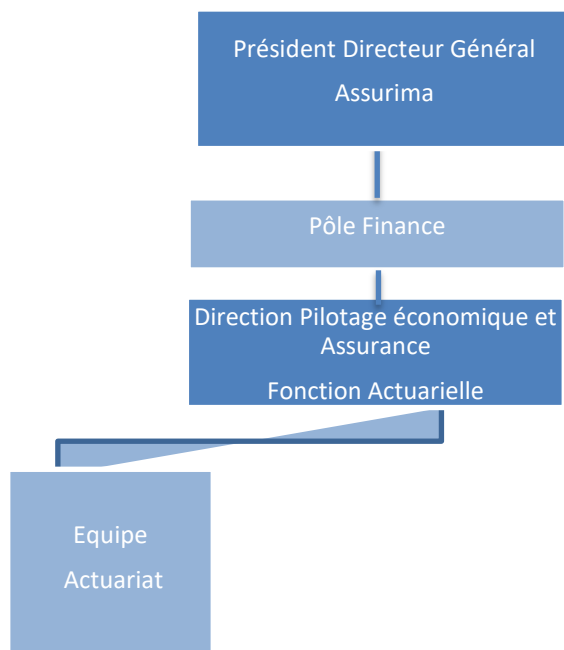 Président Directeur Général
Assurima
Pôle Finance
Direction Pilotage économique et
Assurance
Fonction Actuarielle
Equipe
Actuariat